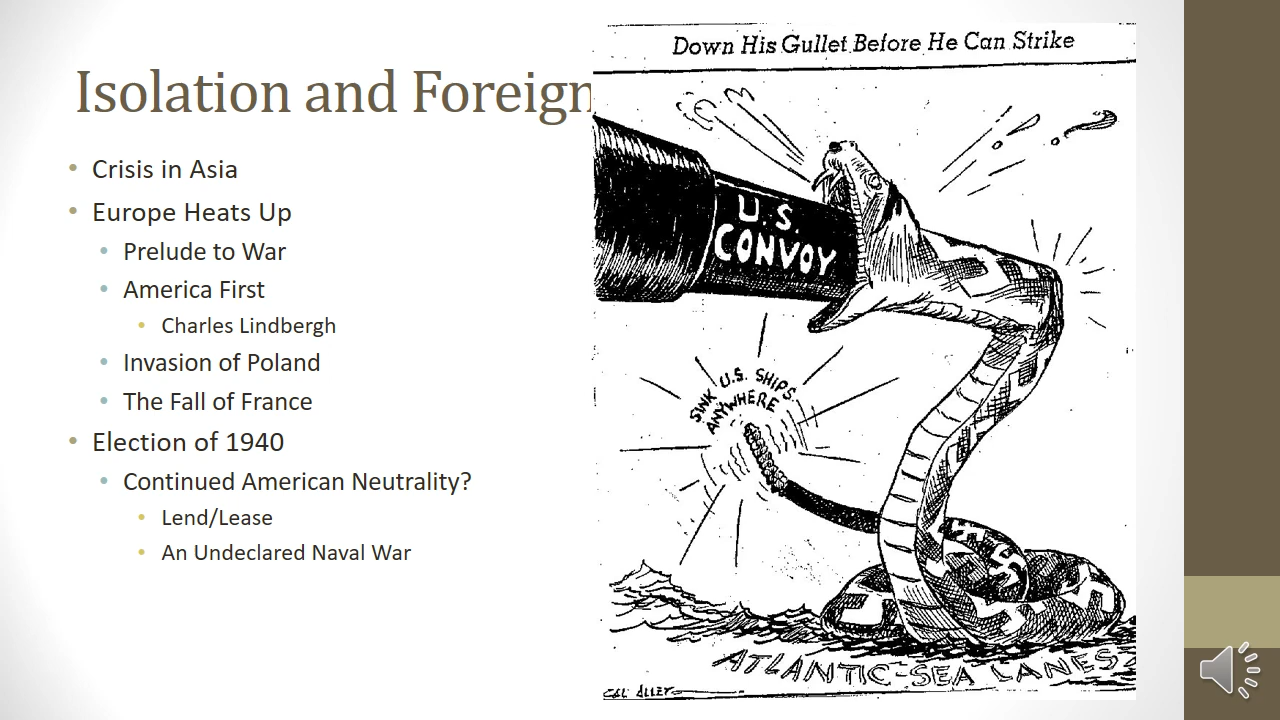 Isolation and Foreign
Crisis in Asia
Europe Heats Up
Prelude to War
America First
Charles Lindbergh
Invasion of Poland
The Fall of France
Election of 1940
Continued American Neutrality?
Lend/Lease
An Undeclared Naval War
Down His Gullet Before He Can Strike
! ?
U.S.
CONVOY
SINK U.S. SHIPS
ANYWHERE
ATLANTIC-SEA LANES
CAL ALLEY